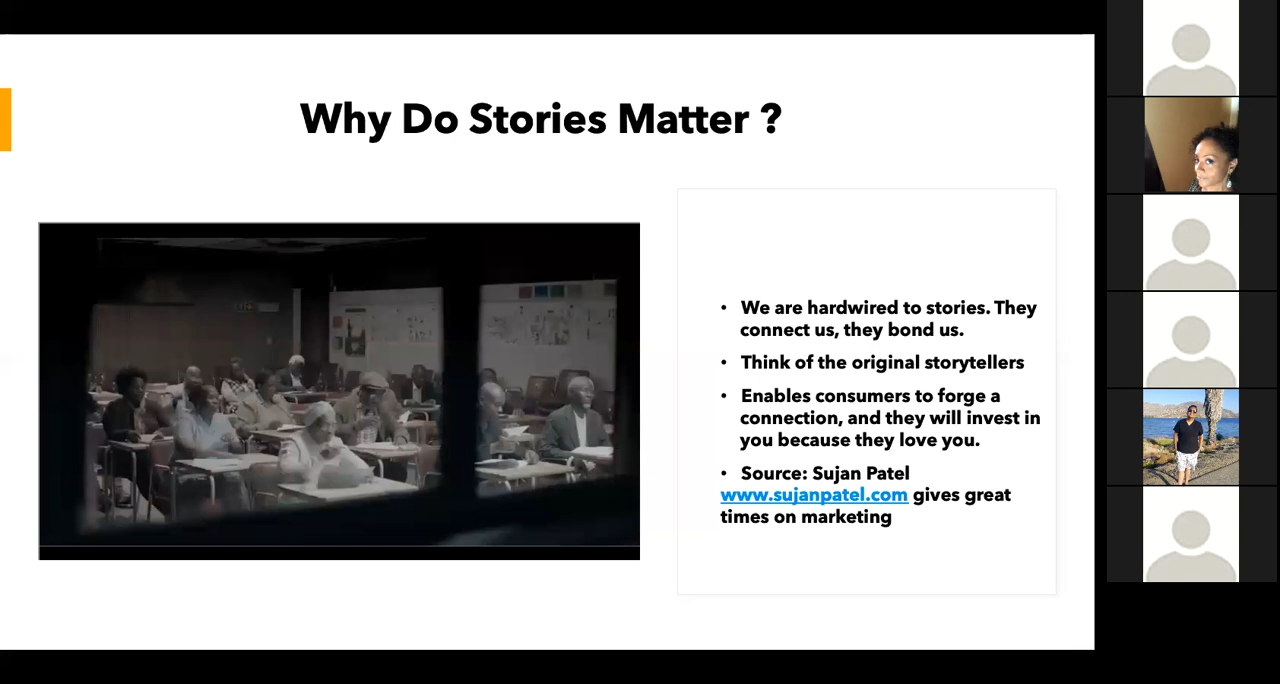 Why Do Stories Matter ?
• We are hardwired to stories. They
connect us, they bond us.
• Think of the original storytellers
• Enables consumers to forge a
connection, and they will invest in
you because they love you.
• Source: Sujan Patel
www.sujanpatel.com gives great
times on marketing